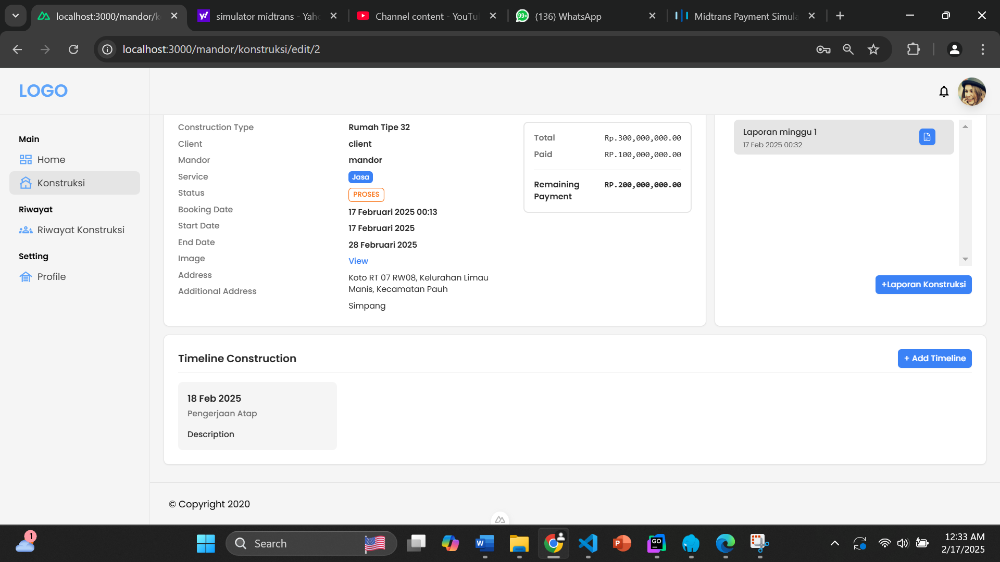 localhost:3000/mandor/k
simulator midtrans - Yaho
Channel content - YouTu
99+
(136) WhatsApp
Midtrans Payment Simula
localhost:3000/mandor/konstruksi/edit/2
LOGO
Main
Home
Konstruksi
Riwayat
Riwayat Konstruksi
Setting
Profile
Construction Type
Rumah Tipe 32
Client
client
Mandor
mandor
Service
Jasa
Status
PROSES
Booking Date
17 Februari 2025 00:13
Start Date
17 Februari 2025
End Date
28 Februari 2025
Image
View
Address
Koto RT 07 RW08, Kelurahan Limau
Manis, Kecamatan Pauh
Additional Address
Simpang
Total
Rp.300,000,000.00
Paid
RP.100,000,000.00
Remaining
Payment
RP.200,000,000.00
Laporan minggu 1
17 Feb 2025 00:32
+Laporan Konstruksi
Timeline Construction
+ Add Timeline
18 Feb 2025
Pengerjaan Atap
Description
© Copyright 2020
1
Search
W
P
GO
12:33 AM
2/17/2025